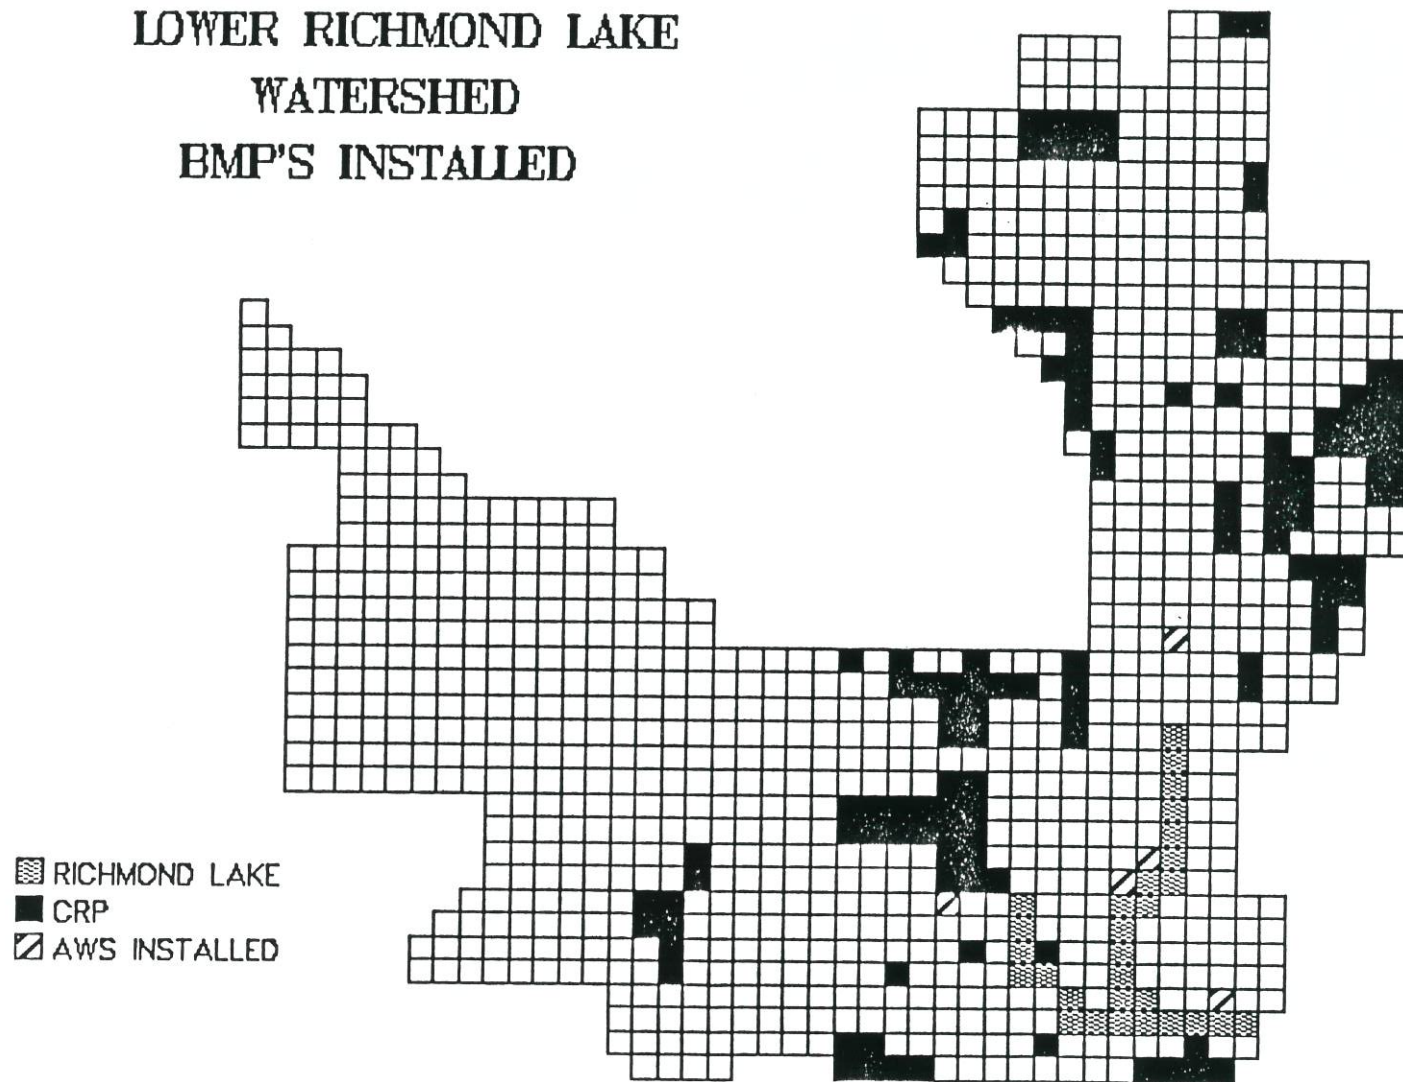 LOWER RICHMOND LAKE
WATERSHED
BMP'S INSTALLED
RICHMOND LAKE
CRP
AWS INSTALLED